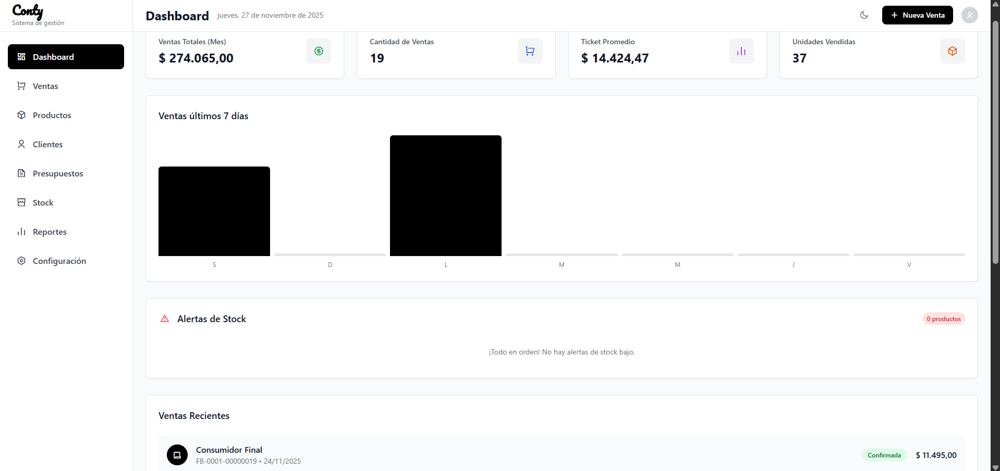 Conty
Sistema de gestión
Dashboard
Ventas
Productos
Clientes
Presupuestos
Stock
Reportes
Configuración
Dashboard jueves, 27 de noviembre de 2025
+ Nueva Venta
Ventas Totales (Mes)
$ 274.065,00
Cantidad de Ventas
19
Ticket Promedio
$ 14.424,47
Unidades Vendidas
37
Ventas últimos 7 días
S D L M M J V
Alertas de Stock
0 productos
¡Todo en orden! No hay alertas de stock bajo.
Ventas Recientes
Consumidor Final
FB-0001-00000019 • 24/11/2025
Confirmada $ 11.495,00